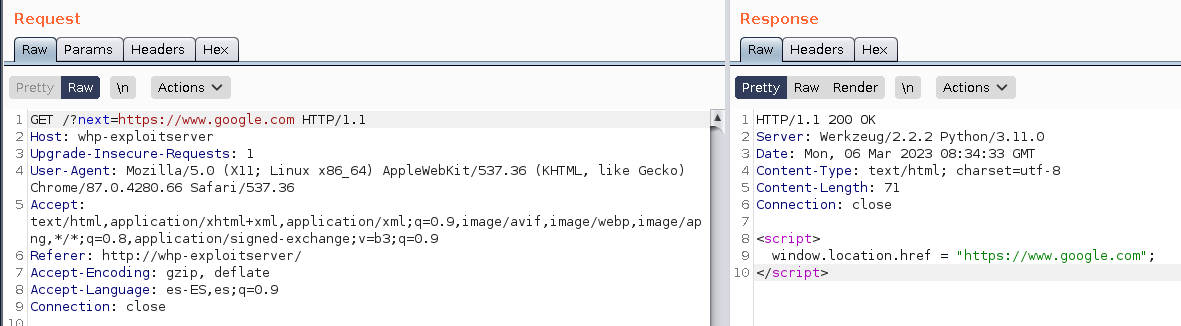 Request
Raw Params Headers Hex
Pretty Raw \n Actions
1 GET /?next=https://www.google.com HTTP/1.1
2 Host: whp-exploitserver
3 Upgrade-Insecure-Requests: 1
4 User-Agent: Mozilla/5.0 (X11; Linux x86_64) AppleWebKit/537.36 (KHTML, like Gecko)
Chrome/87.0.4280.66 Safari/537.36
5 Accept:
text/html,application/xhtml+xml,application/xml;q=0.9,image/avif,image/webp,image/ap
ng,*/*;q=0.8,application/signed-exchange;v=b3;q=0.9
6 Referer: http://whp-exploitserver/
7 Accept-Encoding: gzip, deflate
8 Accept-Language: es-ES,es;q=0.9
9 Connection: close
10
Response
Raw Headers Hex
Pretty Raw Render \n Actions
1 HTTP/1.1 200 OK
2 Server: Werkzeug/2.2.2 Python/3.11.0
3 Date: Mon, 06 Mar 2023 08:34:33 GMT
4 Content-Type: text/html; charset=utf-8
5 Content-Length: 71
6 Connection: close
7
8 <script>
9 window.location.href = "https://www.google.com";
10 </script>